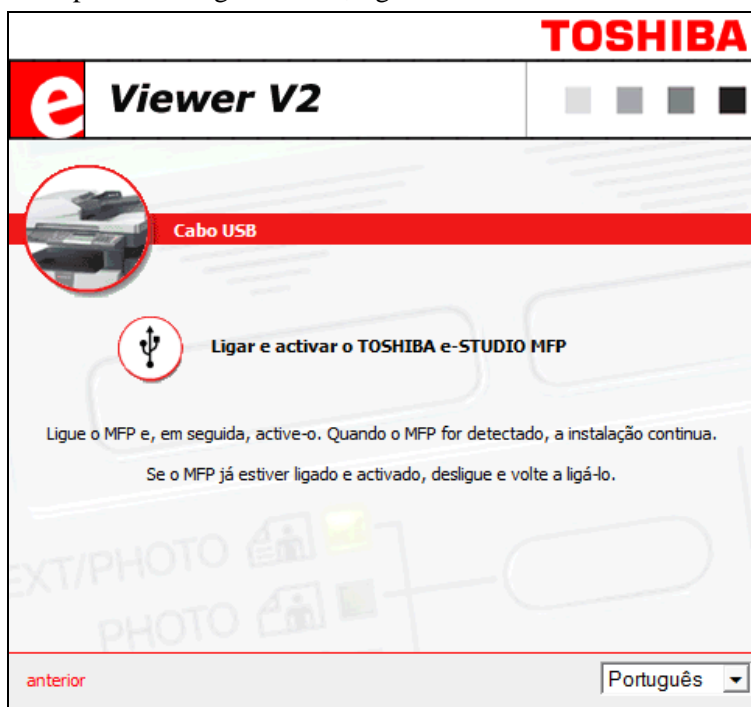 TOSHIBA
e Viewer V2
Cabo USB
Ligar e activar o TOSHIBA e-STUDIO MFP
Ligue o MFP e, em seguida, active-o. Quando o MFP for detectado, a instalação continua.
Se o MFP já estiver ligado e activado, desligue e volte a ligá-lo.
EXT/PHOTO
PHOTO
anterior
Português